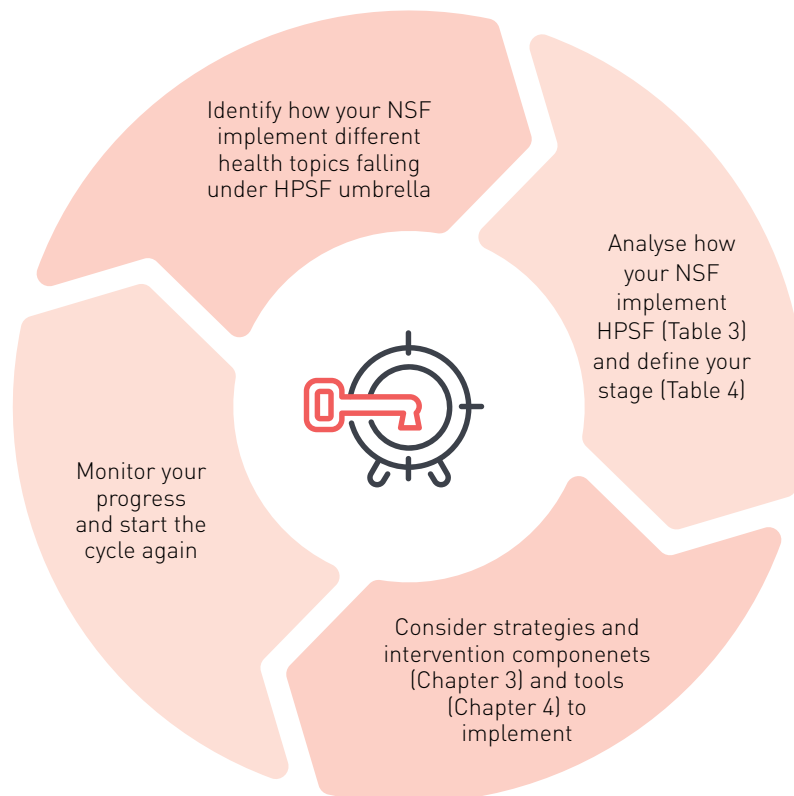 Identify how your NSF
implement different
health topics falling
under HPSF umbrella
Analyse how
your NSF
implement
HPSF (Table 3)
and define your
stage (Table 4)
Consider strategies and
intervention componenets
(Chapter 3) and tools
(Chapter 4) to
implement
Monitor your
progress
and start the
cycle again